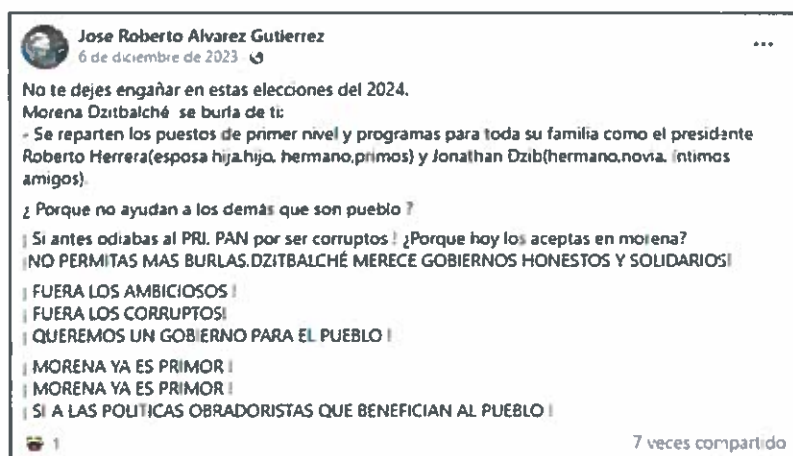 Jose Roberto Alvarez Gutierrez
6 de diciembre de 2023
No te dejes engañar en estas elecciones del 2024.
Morena Dzitbalché se burla de ti:
- Se reparten los puestos de primer nivel y programas para toda su familia como el presidente
Roberto Herrera(esposa hija.hijo, hermano,primos) y Jonathan Dzib(hermano,novia, íntimos
amigos).
¿ Porque no ayudan a los demás que son pueblo ?
¡ Si antes odiabas al PRI. PAN por ser corruptos ! ¿Porque hoy los aceptas en morena?
¡NO PERMITAS MAS BURLAS.DZITBALCHÉ MERECE GOBIERNOS HONESTOS Y SOLIDARIOS!
¡ FUERA LOS AMBICIOSOS !
¡ FUERA LOS CORRUPTOS!
¡ QUEREMOS UN GOBIERNO PARA EL PUEBLO !
¡ MORENA YA ES PRIMOR !
¡ MORENA YA ES PRIMOR !
¡ SI A LAS POLITICAS OBRADORISTAS QUE BENEFICIAN AL PUEBLO !
1
7 veces compartido